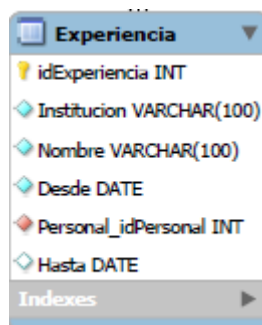 ...
Experiencia
idExperiencia INT
Institucion VARCHAR(100)
Nombre VARCHAR(100)
Desde DATE
Personal_idPersonal INT
Hasta DATE
Indexes